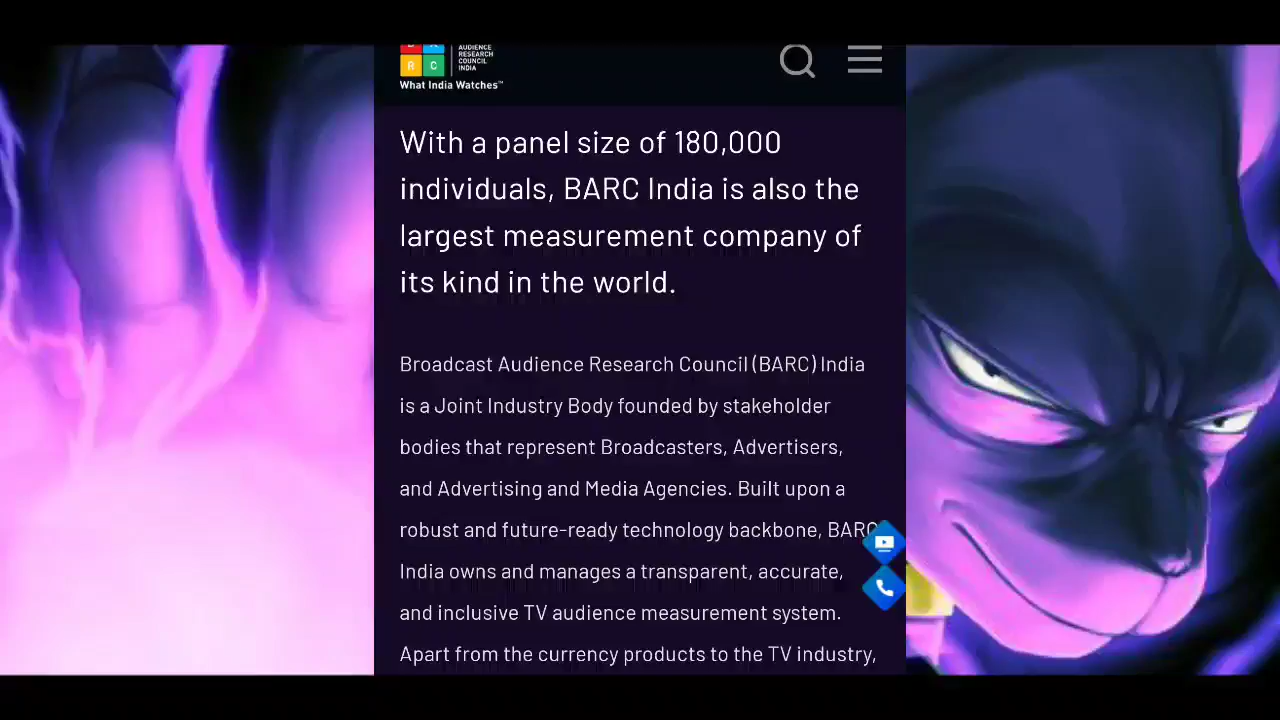 R C
AUDIENCE
RESEARCH
COUNCIL
INDIA
What India Watches™
With a panel size of 180,000
individuals, BARC India is also the
largest measurement company of
its kind in the world.
Broadcast Audience Research Council (BARC) India
is a Joint Industry Body founded by stakeholder
bodies that represent Broadcasters, Advertisers,
and Advertising and Media Agencies. Built upon a
robust and future-ready technology backbone, BARC
India owns and manages a transparent, accurate,
and inclusive TV audience measurement system.
Apart from the currency products to the TV industry,